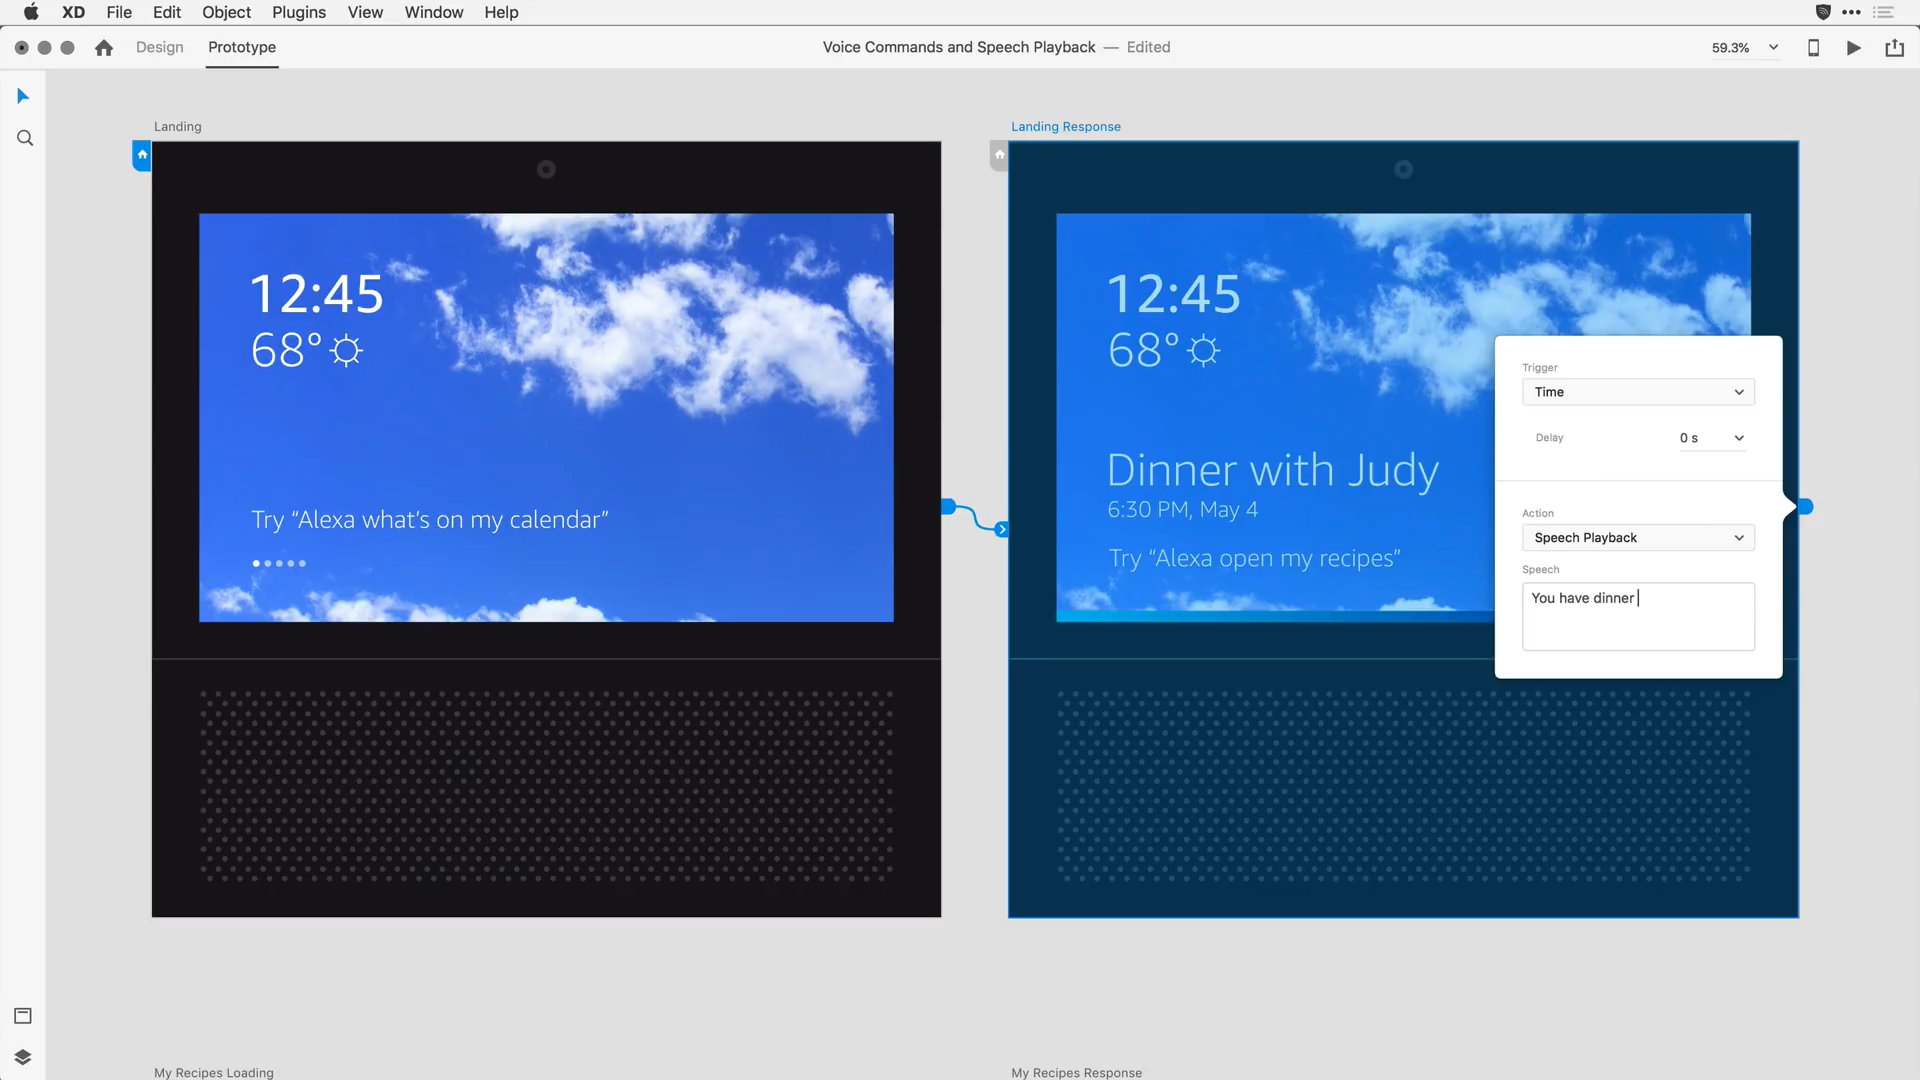 XD File Edit Object Plugins View Window Help
Design Prototype
Voice Commands and Speech Playback — Edited
59.3%
Landing
12:45
68°
Try “Alexa what’s on my calendar”
Landing Response
12:45
68°
Dinner with Judy
6:30 PM, May 4
Try “Alexa open my recipes”
Trigger
Time
Delay 0 s
Action
Speech Playback
Speech
You have dinner
My Recipes Loading
My Recipes Response